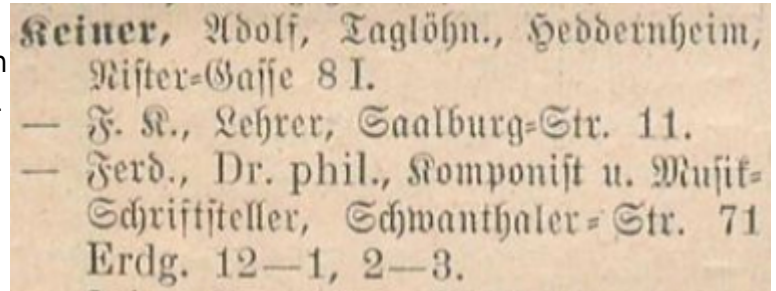 Keiner, Adolf, Taglöhn., Heddernheim,
Nister-Gasse 8 I.
— F. K., Lehrer, Saalburg-Str. 11.
— Ferd., Dr. phil., Komponist u. Musik-
Schriftsteller, Schwanthaler-Str. 71
Erdg. 12—1, 2—3.